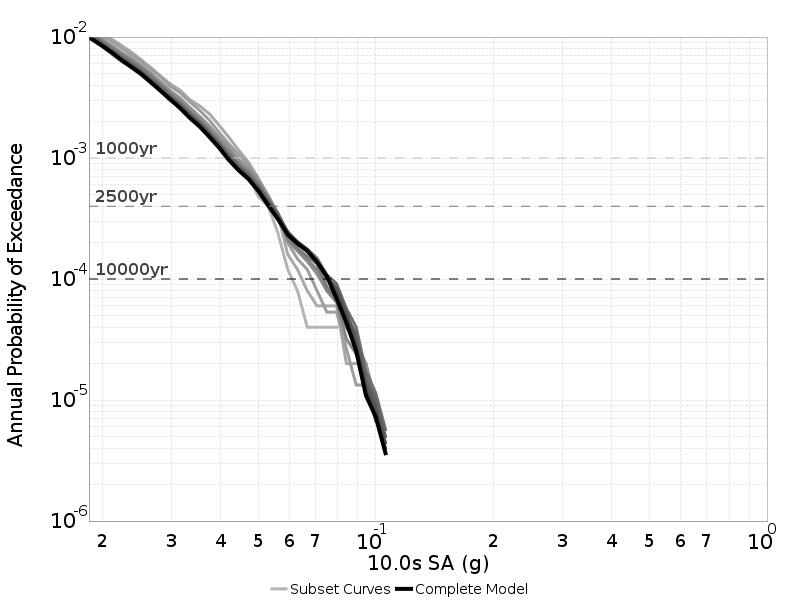 Annual Probability of Exceedance
10^-2
10^-3
10^-4
10^-5
10^-6
1000yr
2500yr
10000yr
2 3 4 5 6 7 10^-1 2 3 4 5 6 7 10^0
10.0s SA (g)
Subset Curves Complete Model